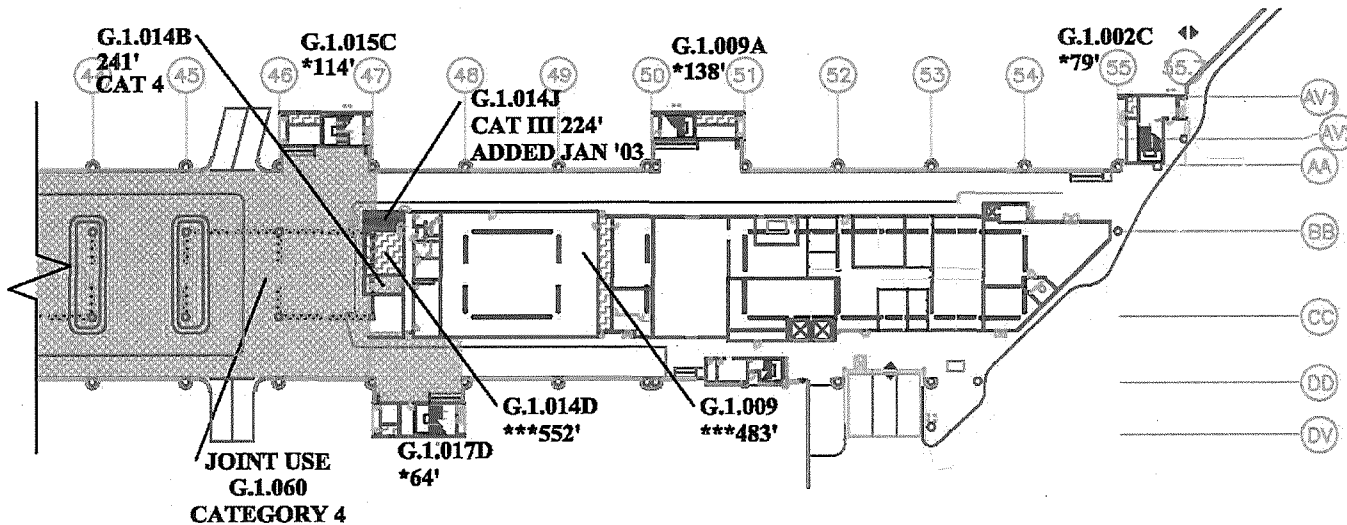 G.1.014B
241'
CAT 4
G.1.015C
*114'
G.1.009A
*138'
G.1.002C
*79'
45
46
47
48
49
50
51
52
53
54
55
G.1.014J
CAT III 224'
ADDED JAN '03
AV1
AA
BB
CC
DD
DV
G.1.014D
***552'
G.1.009
***483'
G.1.017D
*64'
JOINT USE
G.1.060
CATEGORY 4